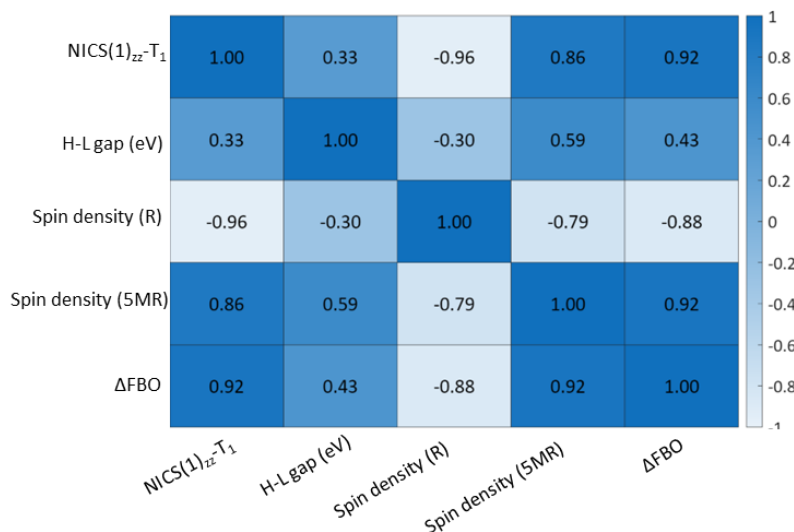 NICS(1)zz-T1 1.00 0.33 -0.96 0.86 0.92
H-L gap (eV) 0.33 1.00 -0.30 0.59 0.43
Spin density (R) -0.96 -0.30 1.00 -0.79 -0.88
Spin density (5MR) 0.86 0.59 -0.79 1.00 0.92
ΔFBO 0.92 0.43 -0.88 0.92 1.00
NICS(1)zz-T1 H-L gap (eV) Spin density (R) Spin density (5MR) ΔFBO
1
0.8
0.6
0.4
0.2
0
-0.2
-0.4
-0.6
-0.8
-1